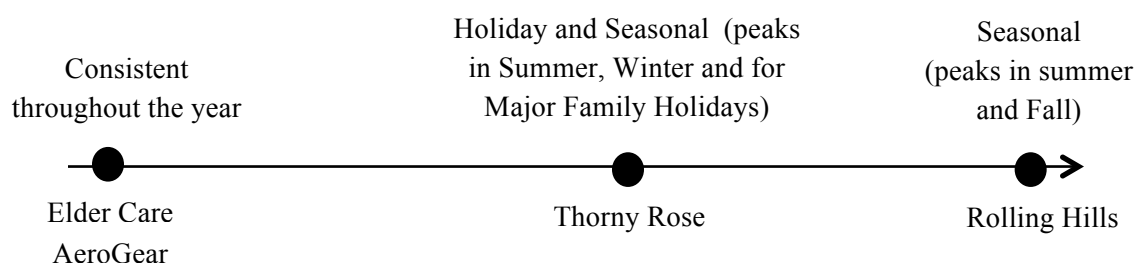 Consistent
throughout the year
Holiday and Seasonal (peaks
in Summer, Winter and for
Major Family Holidays)
Seasonal
(peaks in summer
and Fall)
Elder Care
AeroGear
Thorny Rose
Rolling Hills